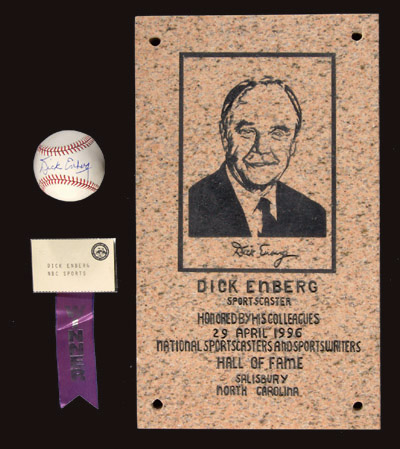 Dick Enberg
DICK ENBERG
NBC SPORTS
Dick Enberg
DICK ENBERG
SPORTSCASTER
HONORED BY HIS COLLEAGUES
29 APRIL 1996
NATIONAL SPORTSCASTERS AND SPORTSWRITERS
HALL OF FAME
SALISBURY
NORTH CAROLINA